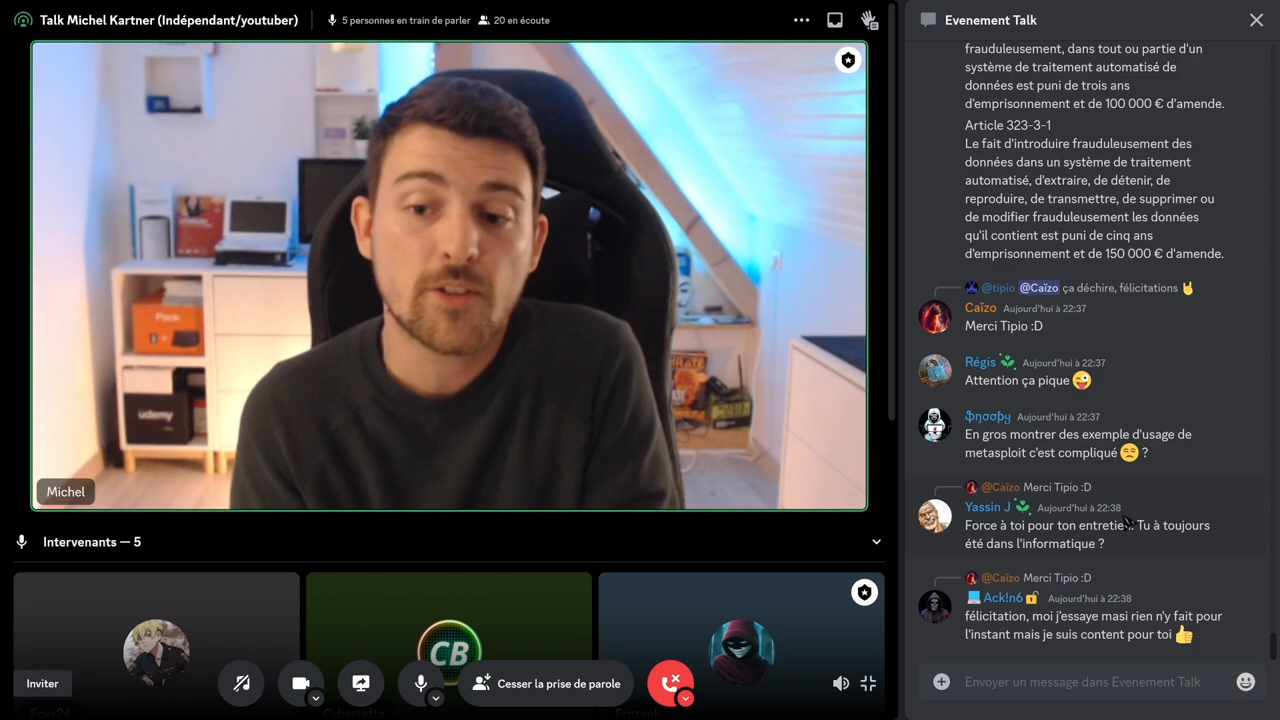 Talk Michel Kartner (Indépendant/youtuber)
5 personnes en train de parler
20 en écoute
Pack
udemy
PIRATE
Michel
Intervenants — 5
CB
Inviter
Cesser la prise de parole
Evenement Talk
frauduleusement, dans tout ou partie d'un
système de traitement automatisé de
données est puni de trois ans
d'emprisonnement et de 100 000 € d'amende.
Article 323-3-1
Le fait d'introduire frauduleusement des
données dans un système de traitement
automatisé, d'extraire, de détenir, de
reproduire, de transmettre, de supprimer ou
de modifier frauduleusement les données
qu'il contient est puni de cinq ans
d'emprisonnement et de 150 000 € d'amende.
@tipio @Caïzo ça déchire, félicitations 🤘
Caïzo Aujourd'hui à 22:37
Merci Tipio :D
Régis Aujourd'hui à 22:37
Attention ça pique 😜
Aujourd'hui à 22:37
En gros montrer des exemple d'usage de
metasploit c'est compliqué 😒 ?
@Caïzo Merci Tipio :D
Yassin J Aujourd'hui à 22:38
Force à toi pour ton entretien. Tu à toujours
été dans l'informatique ?
@Caïzo Merci Tipio :D
💻 Ack!n6 🔓 Aujourd'hui à 22:38
félicitation, moi j'essaye masi rien n'y fait pour
l'instant mais je suis content pour toi 👍
Envoyer un message dans Evenement Talk